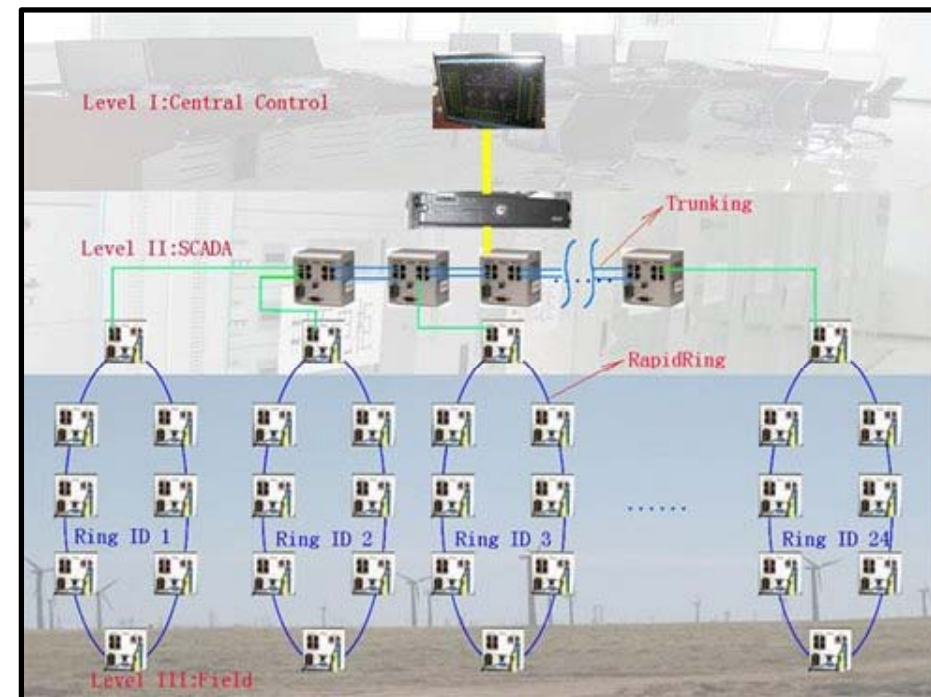 Level I:Central Control
Trunking
Level II:SCADA
RapidRing
Ring ID 1
Ring ID 2
Ring ID 3
......
Ring ID 24
Level III:Field